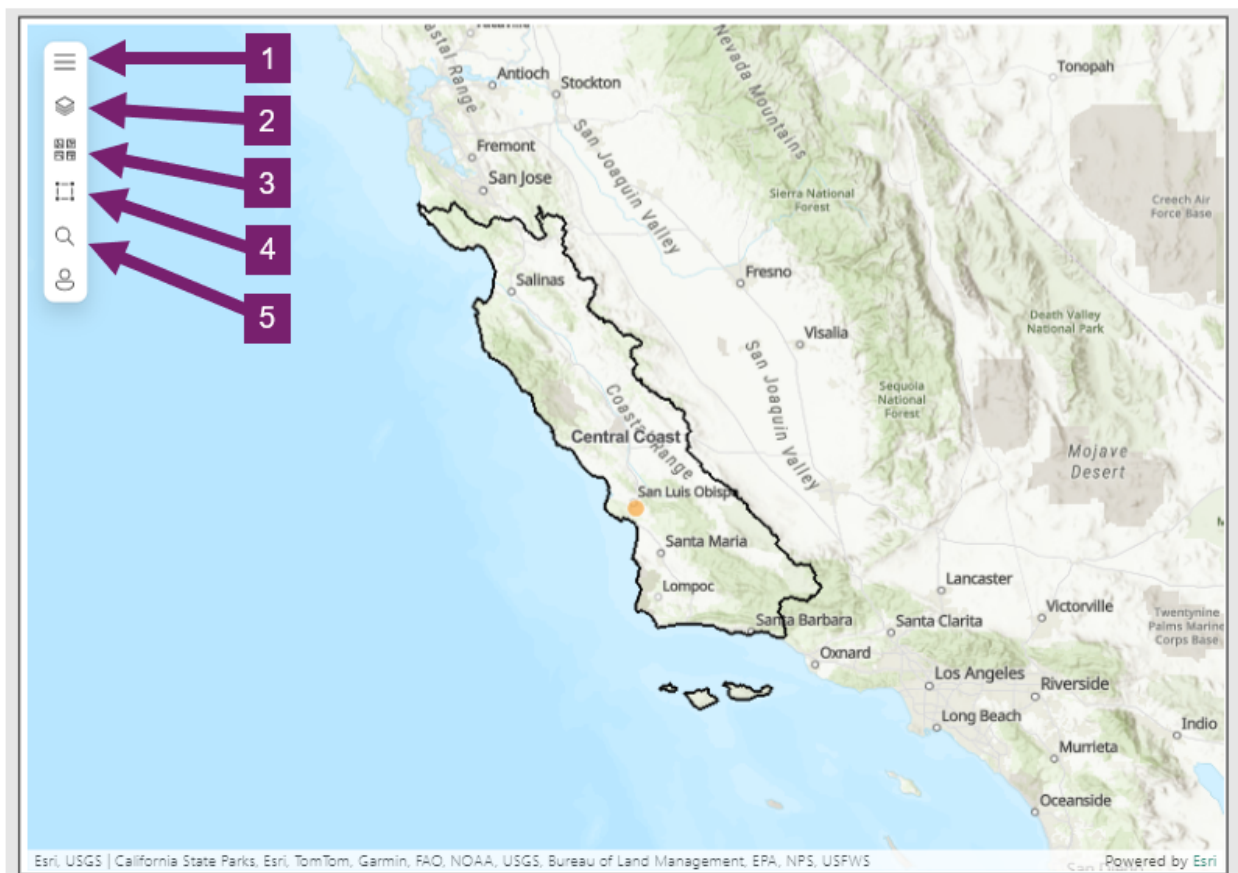 1
2
3
4
5
Coastal Range
Antioch
Stockton
Nevada Mountains
Tonopah
Fremont
San Jose
San Joaquin Valley
Sierra National
Forest
Creech Air
Force Base
Salinas
Fresno
Death Valley
National Park
Visalia
San Joaquin Valley
Sequoia
National
Forest
Coastal Range
Central Coast
Mojave
Desert
San Luis Obispo
Santa Maria
Lompoc
Lancaster
Victorville
Twentynine
Palms Marine
Corps Base
Santa Barbara
Santa Clarita
Oxnard
Los Angeles
Riverside
Long Beach
Indio
Murrieta
Oceanside
Esri, USGS | California State Parks, Esri, TomTom, Garmin, FAO, NOAA, USGS, Bureau of Land Management, EPA, NPS, USFWS
Powered by Esri